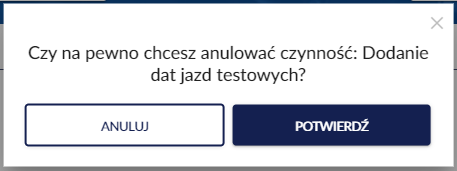 Czy na pewno chcesz anulować czynność: Dodanie
dat jazd testowych?
ANULUJ
POTWIERDŹ